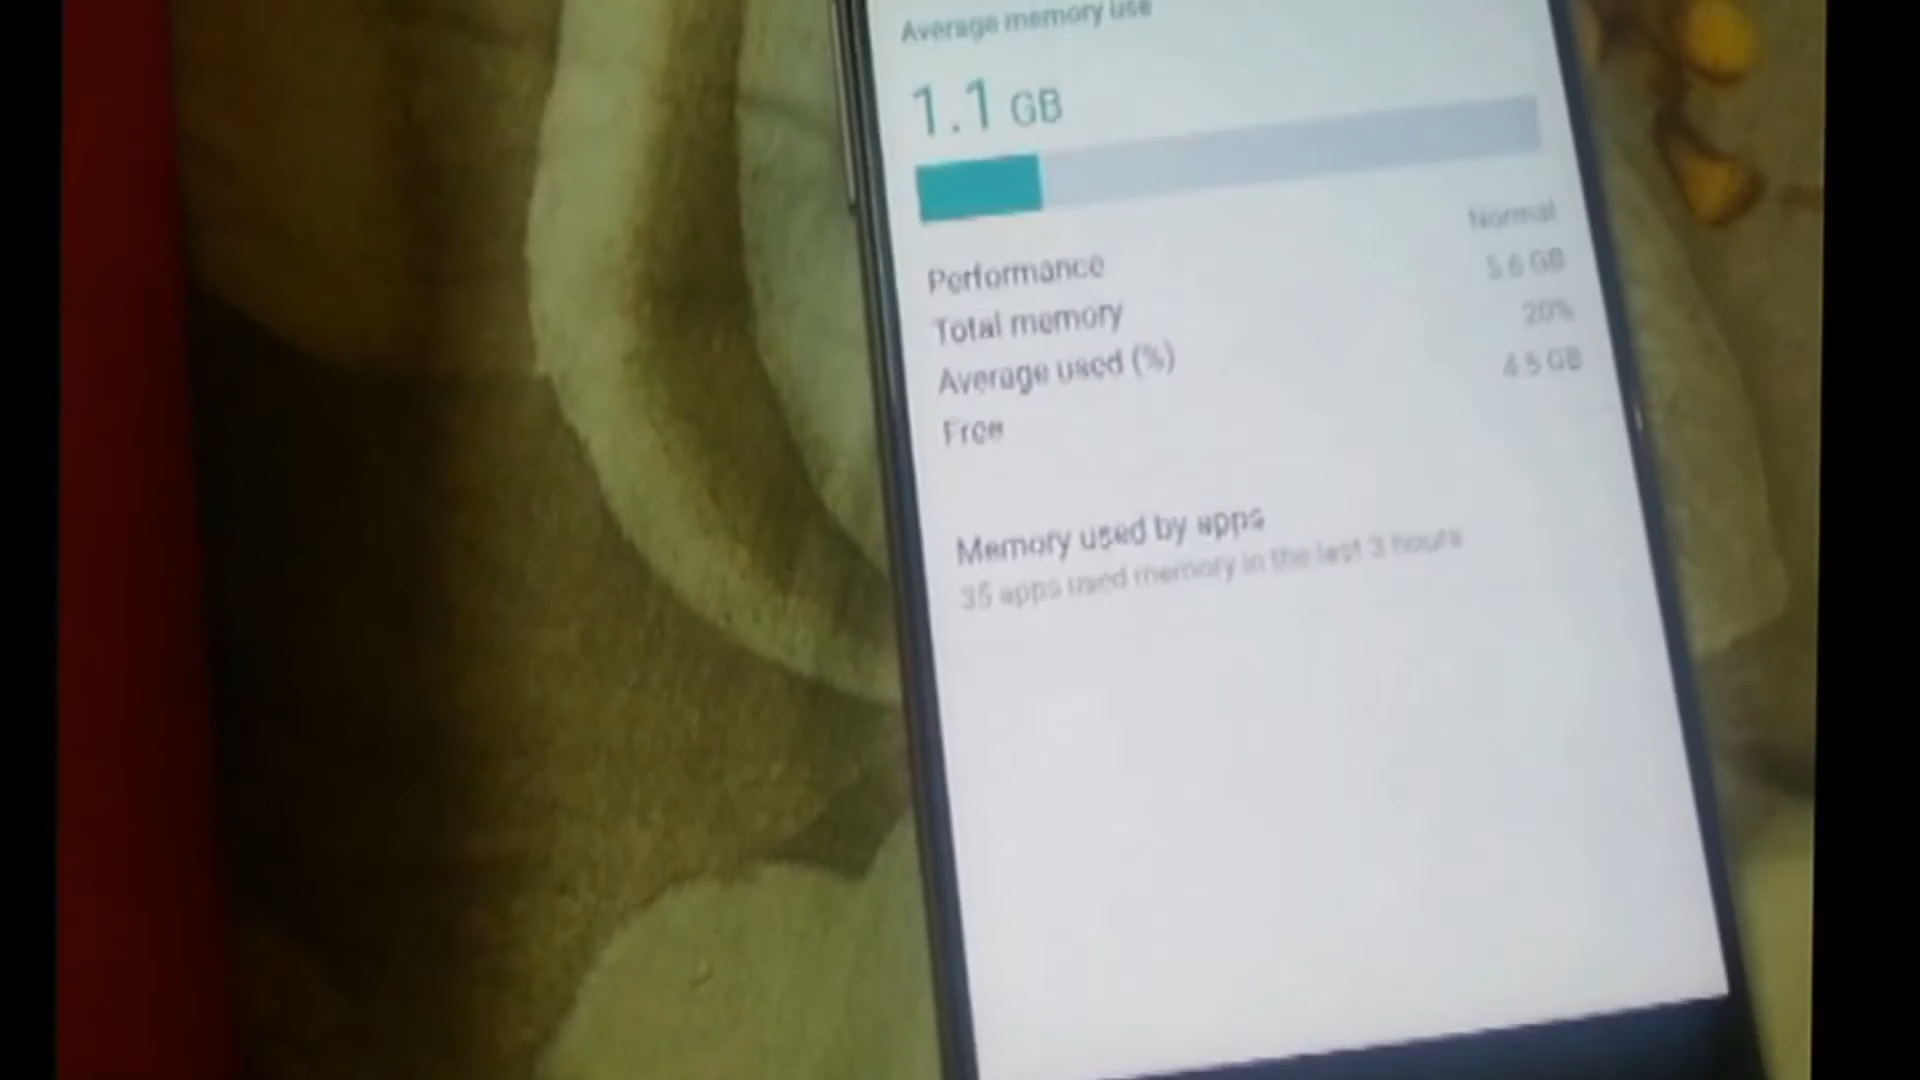 Average memory use
1.1 GB
Performance Normal
Total memory 5.6 GB
Average used (%) 20%
Free 4.5 GB
Memory used by apps
35 apps used memory in the last 3 hours